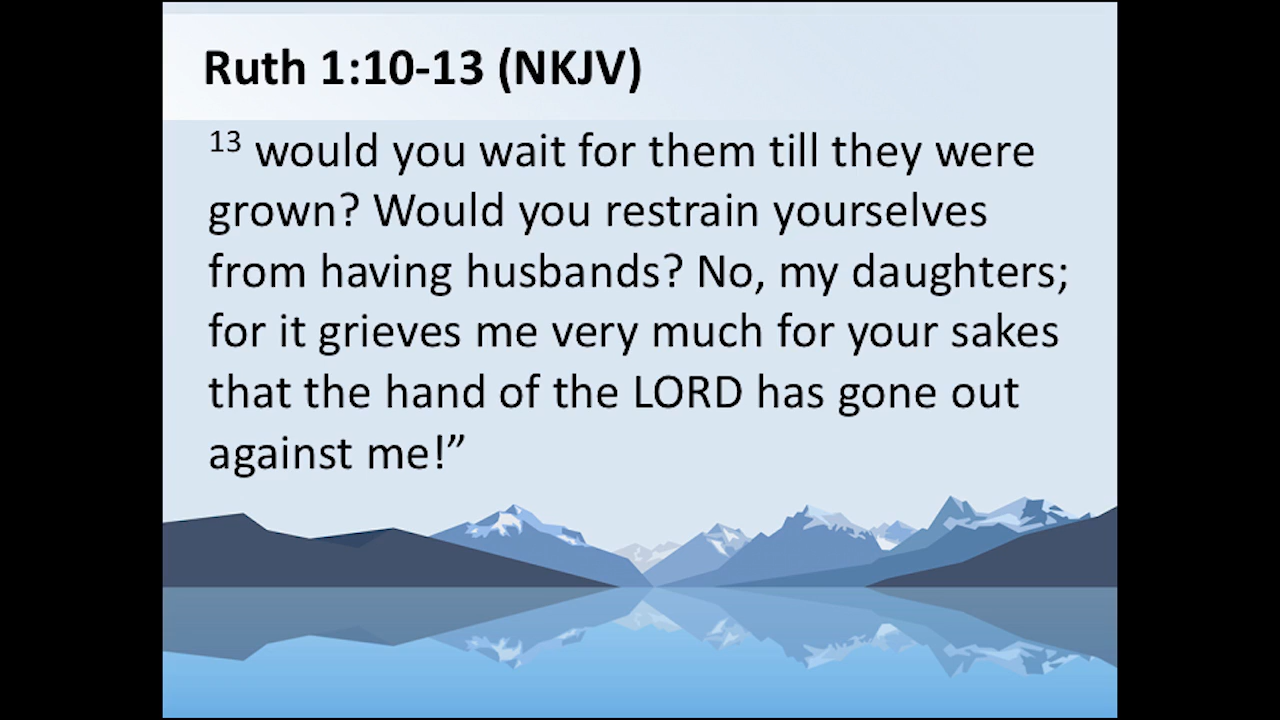 Ruth 1:10-13 (NKJV)
13 would you wait for them till they were
grown? Would you restrain yourselves
from having husbands? No, my daughters;
for it grieves me very much for your sakes
that the hand of the LORD has gone out
against me!”